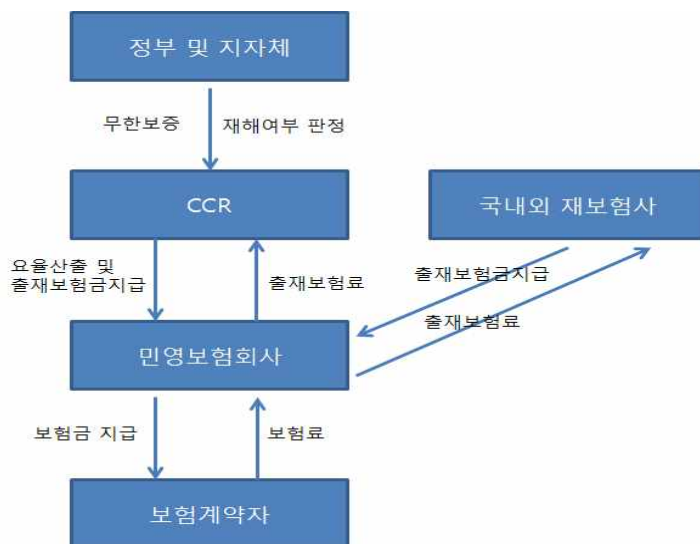 정부 및 지자체
무한보증
재해여부 판정
CCR
국내외 재보험사
요율산출 및
출재보험금지급
출재보험료
출재보험금지급
출재보험료
민영보험회사
보험금 지급
보험료
보험계약자